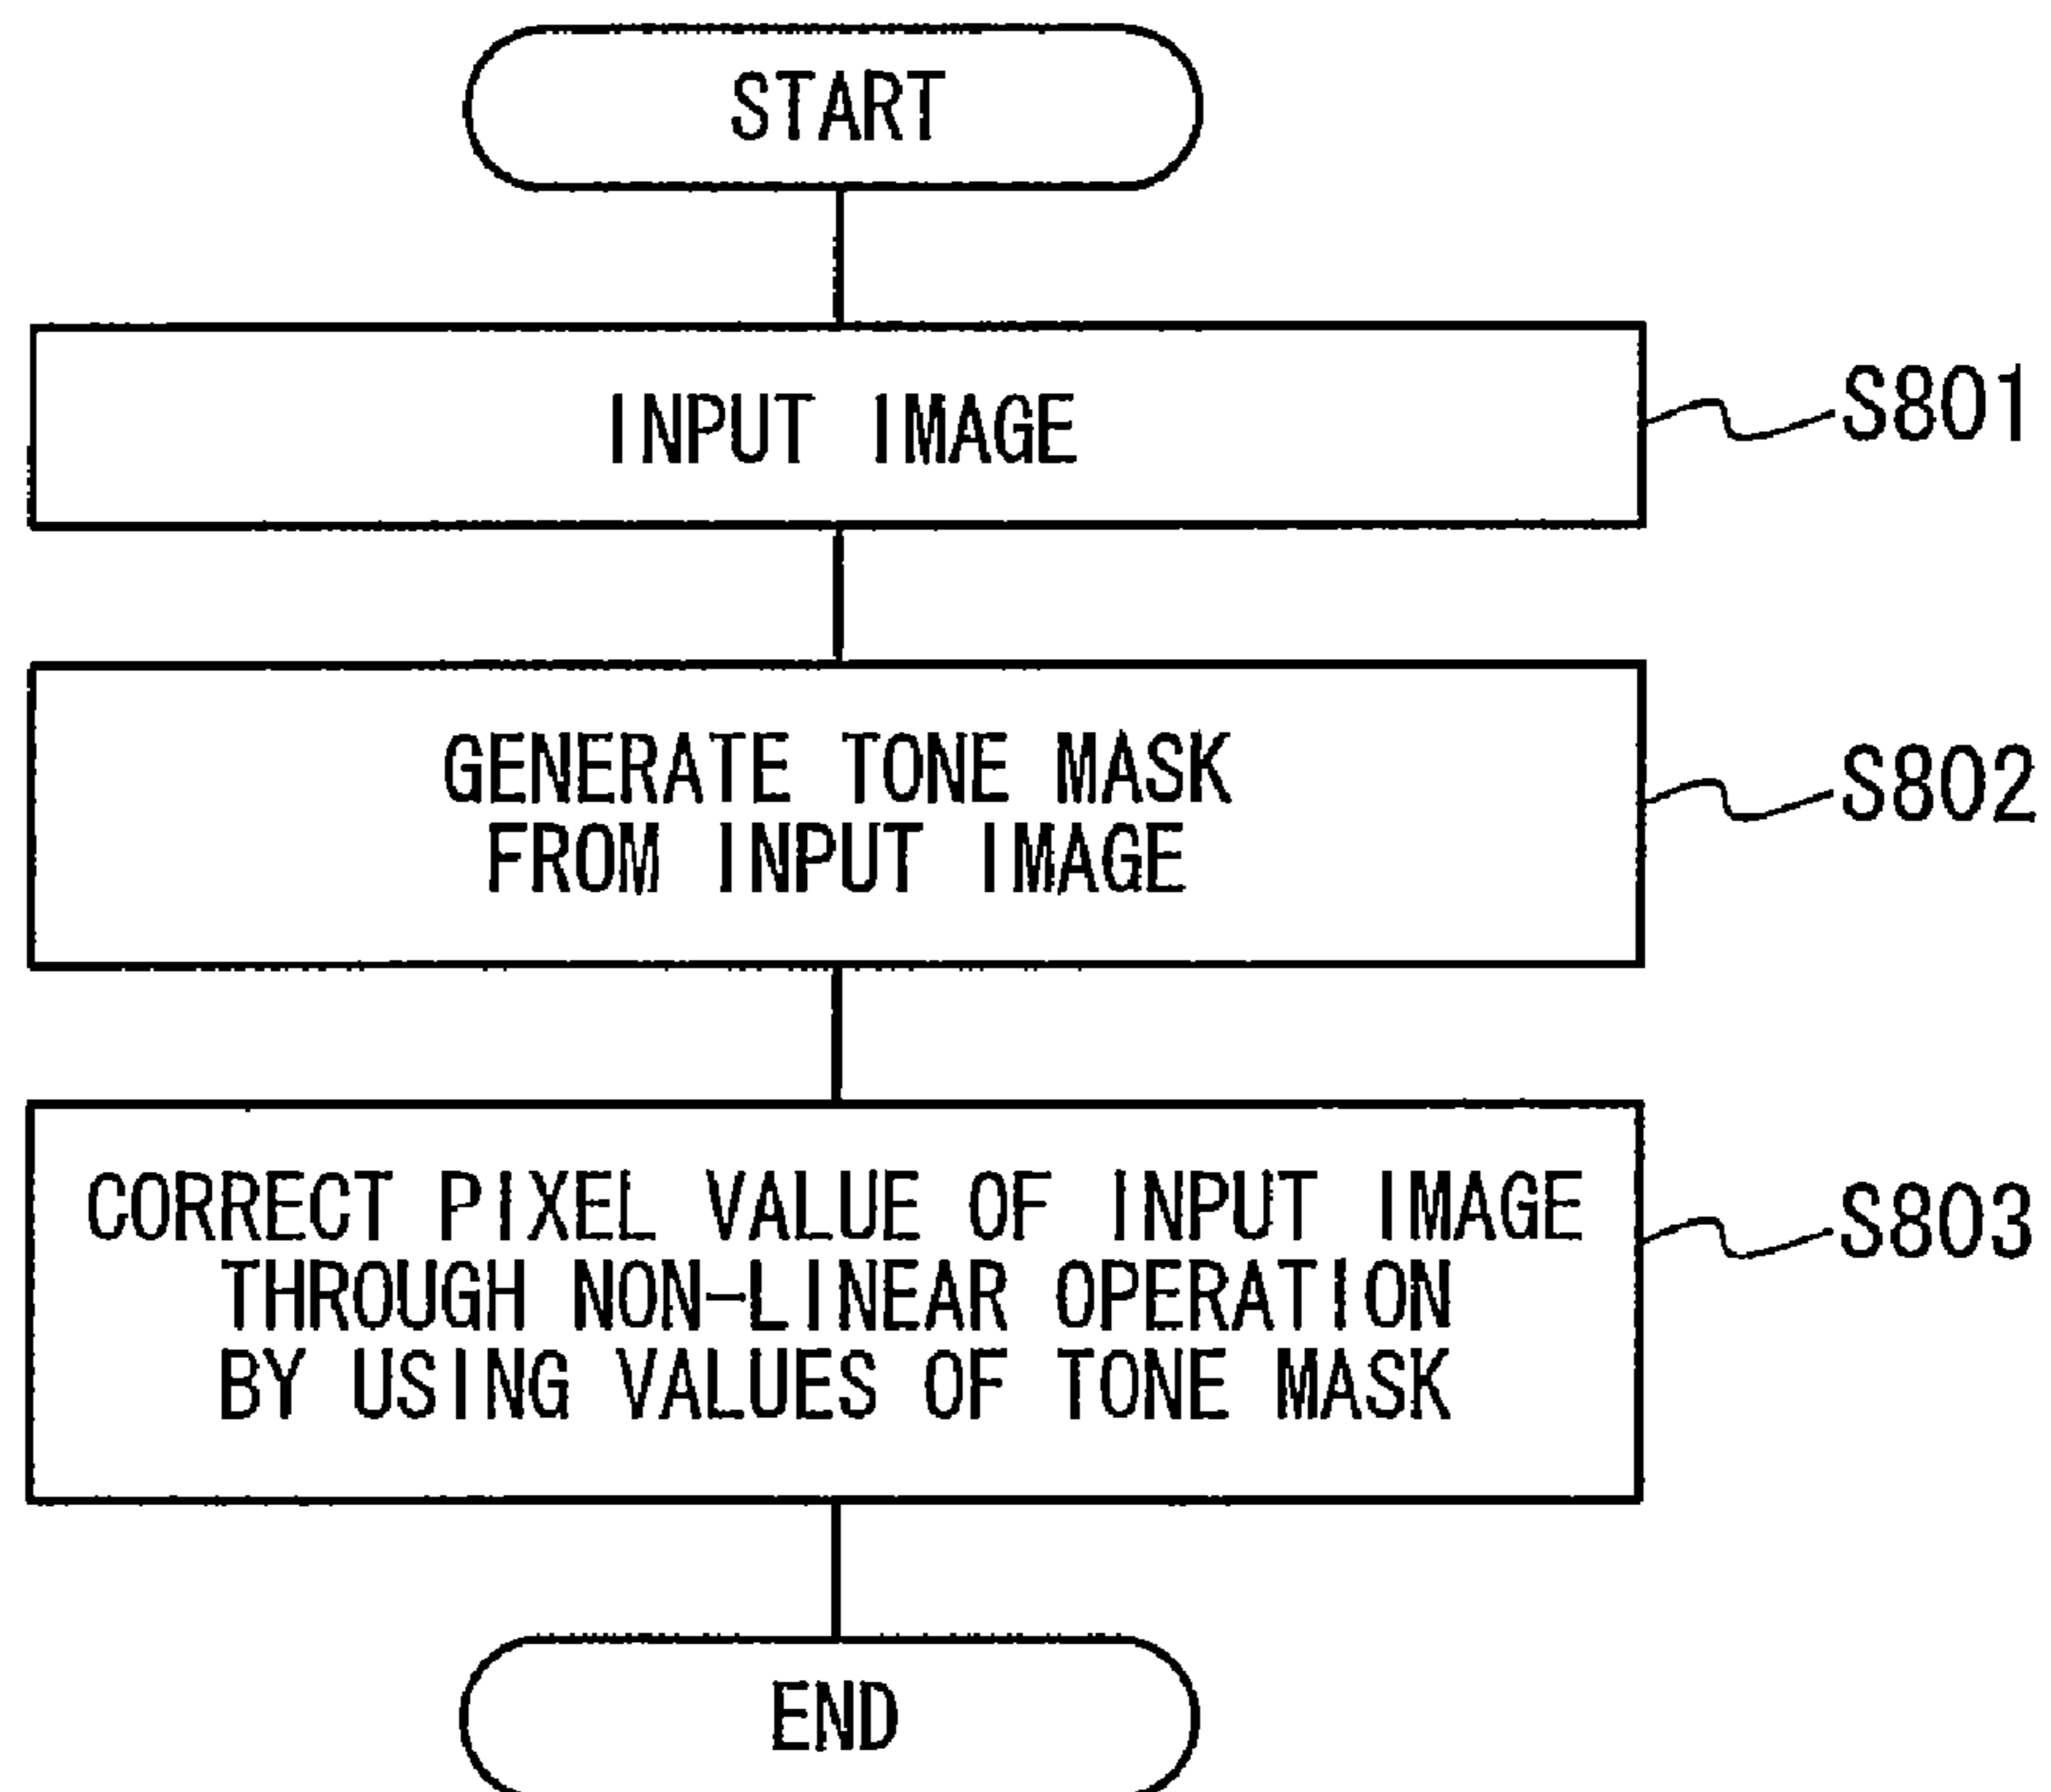 START
INPUT IMAGE
S801
GENERATE TONE MASK
FROM INPUT IMAGE
S802
CORRECT PIXEL VALUE OF INPUT IMAGE
THROUGH NON-LINEAR OPERATION
BY USING VALUES OF TONE MASK
S803
END